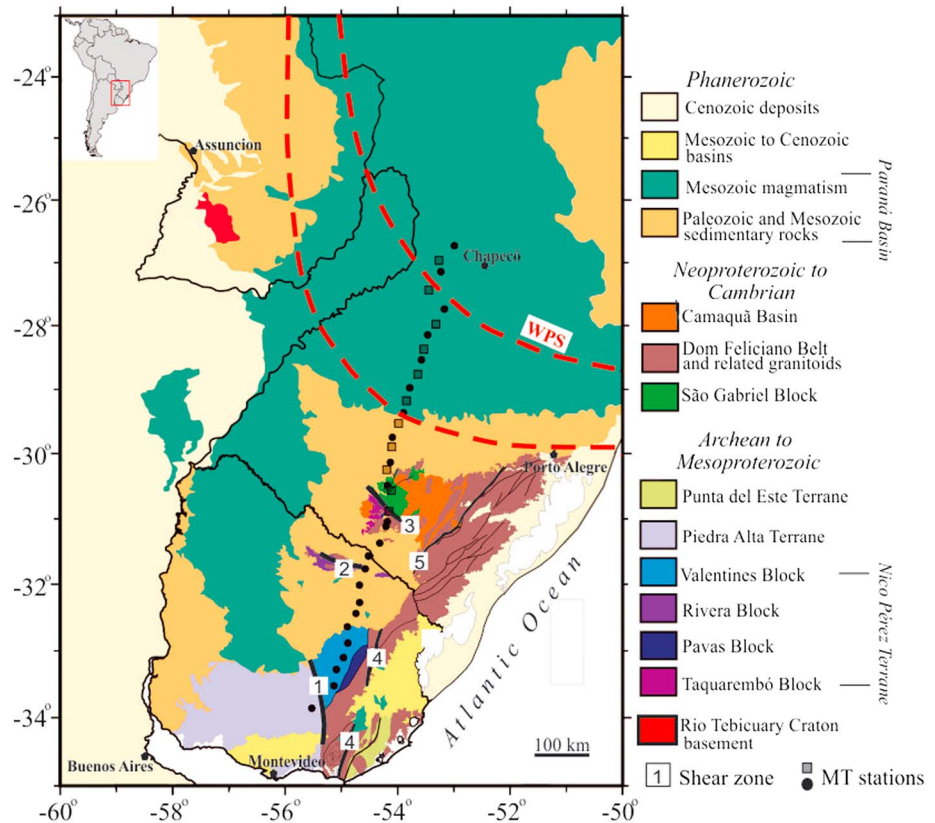 -24°
-25°
-26°
-27°
-28°
-30°
-32°
-34°
-60°
-58°
-56°
-54°
-52°
-50°
Assuncion
Chapecó
WPS
Porto Alegre
3
2
5
1
4
4
Atlantic Ocean
Montevideo
Buenos Aires
100 km
Phanerozoic
Cenozoic deposits
Mesozoic to Cenozoic
basins
Mesozoic magmatism
Paleozoic and Mesozoic
sedimentary rocks
Paraná Basin
Neoproterozoic to
Cambrian
Camaquã Basin
Dom Feliciano Belt
and related granitoids
São Gabriel Block
Archean to
Mesoproterozoic
Punta del Este Terrane
Piedra Alta Terrane
Valentines Block
Rivera Block
Pavas Block
Taquarembó Block
Nico Pérez Terrane
Rio Tebicuary Craton
basement
1 Shear zone
MT stations